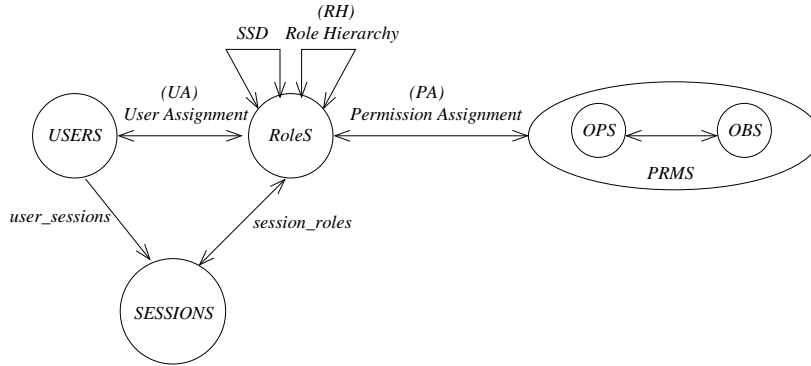 (RH)
SSD
Role Hierarchy
(UA)
User Assignment
(PA)
Permission Assignment
USERS
RoleS
OPS
OBS
PRMS
user_sessions
session_roles
SESSIONS